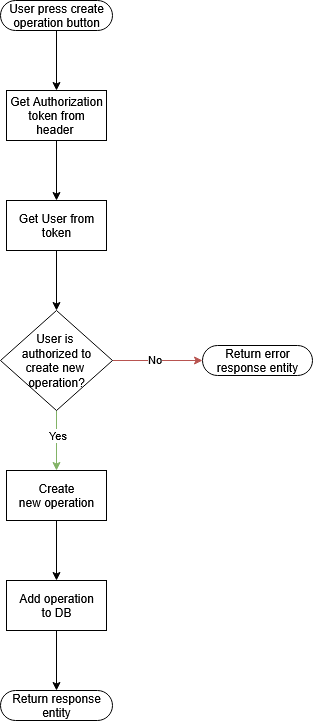 User press create
operation button
Get Authorization
token from
header
Get User from
token
User is
authorized to
create new
operation?
No
Return error
response entity
Yes
Create
new operation
Add operation
to DB
Return response
entity